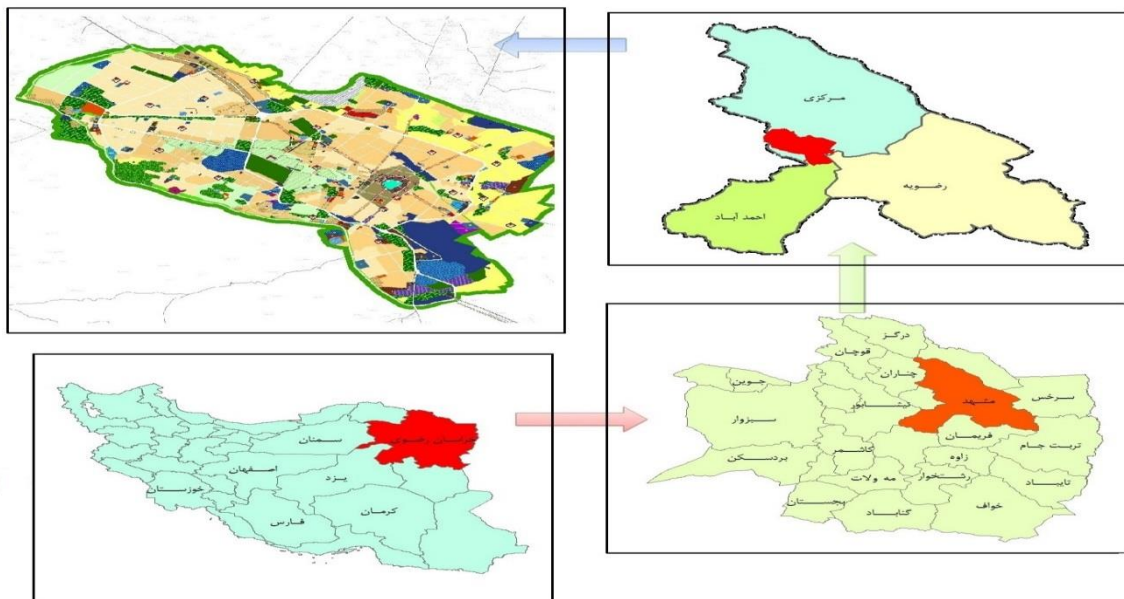 مرکزی
رضویه
احمد آباد
درگز
قوچان
چناران
جوین
نیشابور
مشهد
سرخس
سبزوار
فریمان
تربت جام
کاشمر
زاوه
بردسکن
رشتخوار
تایباد
مه ولات
بجستان
گناباد
خواف
خراسان رضوی
سمنان
اصفهان
یزد
خوزستان
کرمان
فارس